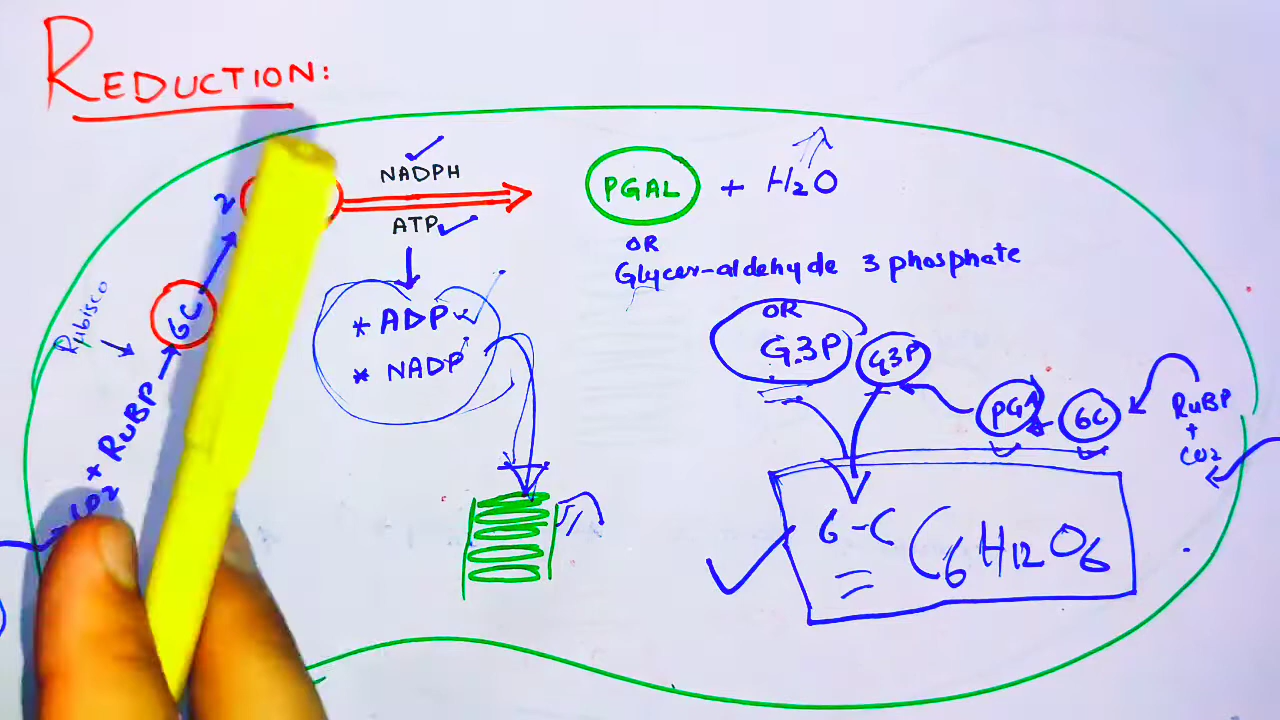 REDUCTION:
2
NADPH
ATP
PGAL + H2O
OR
Glycer-aldehyde 3 phosphate
OR
G3P
G3P
PGA
6C
RuBP
+
CO2
* ADP
* NADP
6C
Rubisco
CO2 + RuBP
6-C C6H12O6